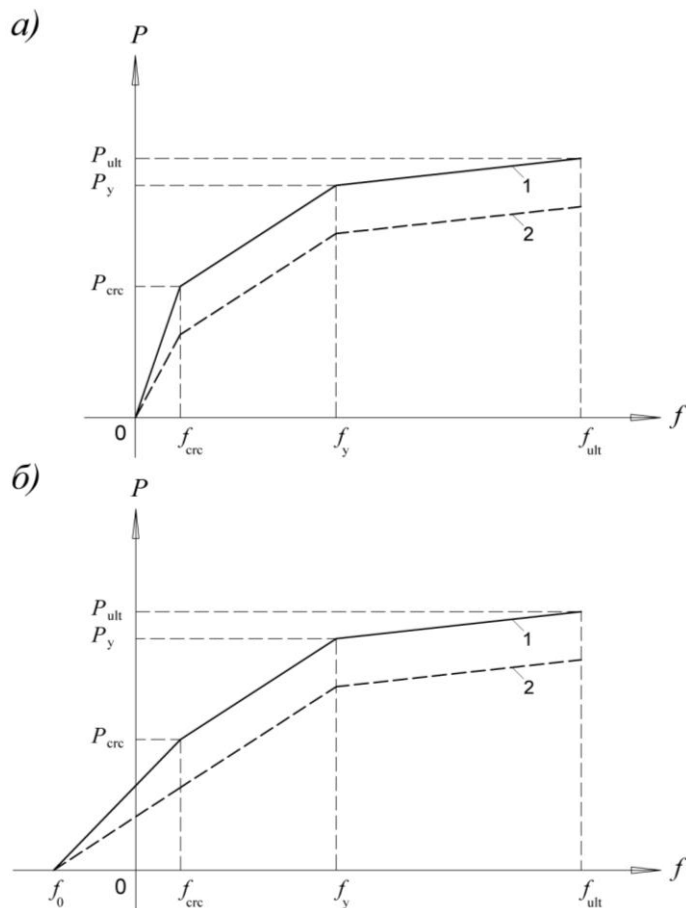 а)
P
P_ult
P_y
1
2
P_crc
0
f_crc
f_y
f_ult
f
б)
P
P_ult
P_y
1
2
P_crc
f_0
0
f_crc
f_y
f_ult
f